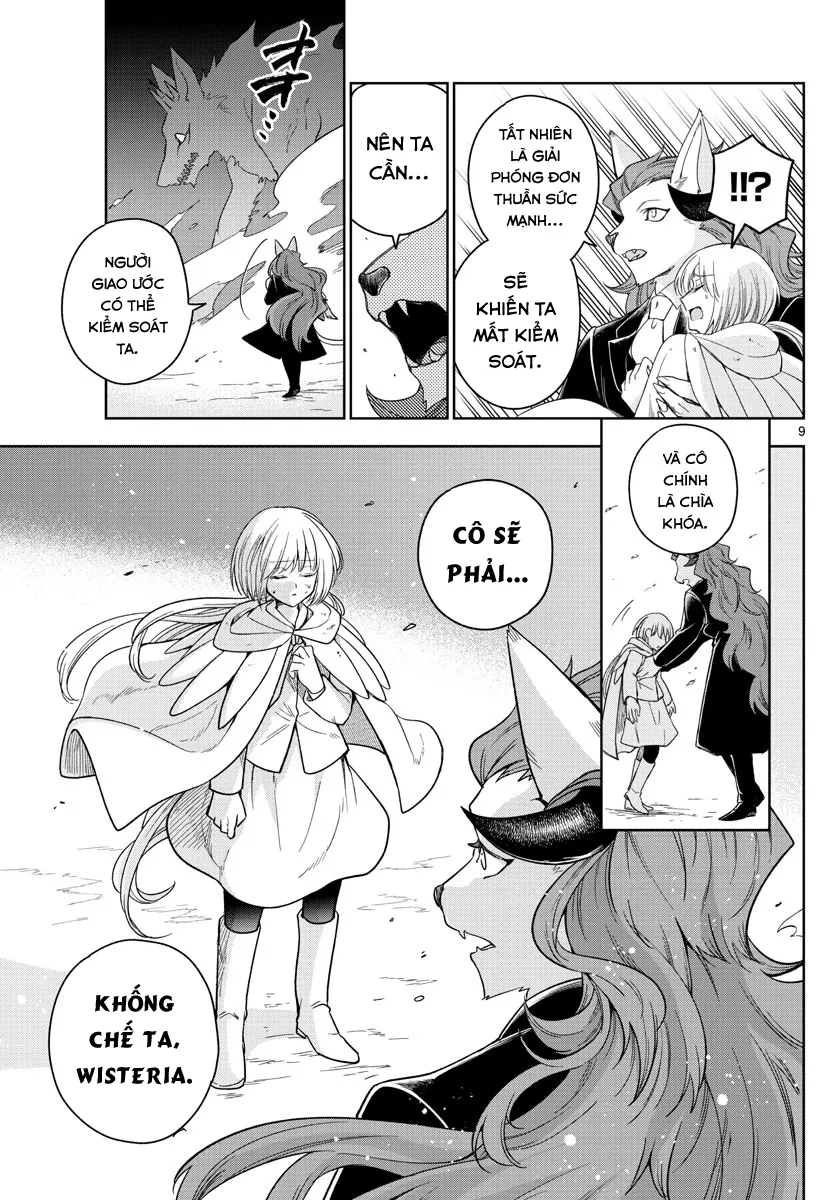 !!?
TẤT NHIÊN
LÀ GIẢI
PHÓNG ĐƠN
THUẦN SỨC
MẠNH...
SẼ
KHIẾN TA
MẤT KIỂM
SOÁT.
NÊN TA
CẦN...
オオ…
NGƯỜI
GIAO ƯỚC
CÓ THỂ
KIỂM SOÁT
TA.
9
VÀ CÔ
CHÍNH
LÀ CHÌA
KHÓA.
CÔ SẼ
PHẢI...
KHỐNG
CHẾ TA,
WISTERIA.